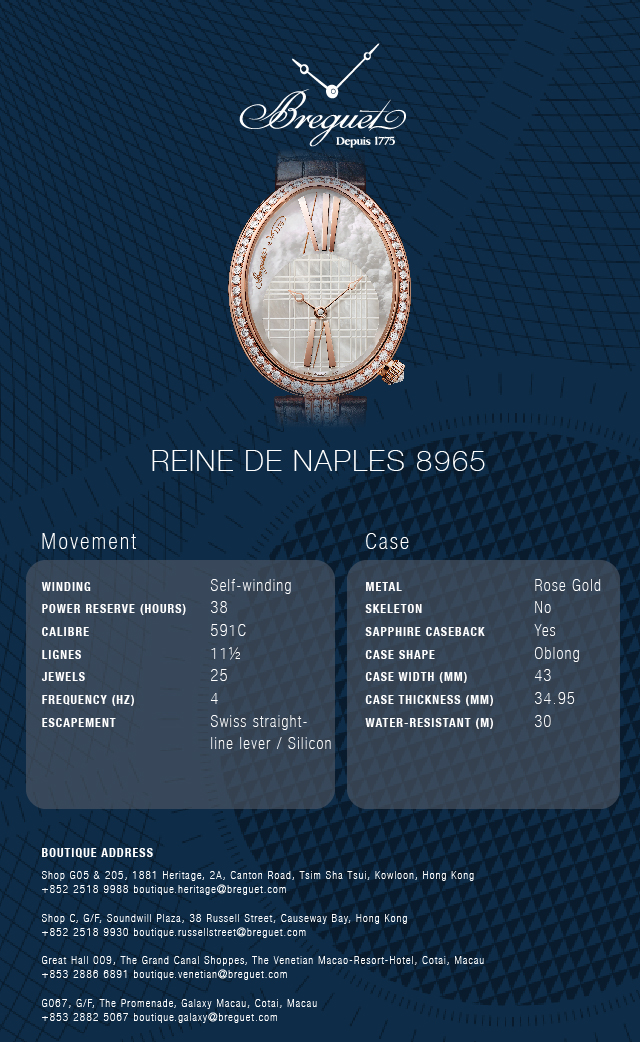 Breguet
Depuis 1775
XII
VI
REINE DE NAPLES 8965
Movement
WINDING Self-winding
POWER RESERVE (HOURS) 38
CALIBRE 591C
LIGNES 11½
JEWELS 25
FREQUENCY (HZ) 4
ESCAPEMENT Swiss straight-
line lever / Silicon
Case
METAL Rose Gold
SKELETON No
SAPPHIRE CASEBACK Yes
CASE SHAPE Oblong
CASE WIDTH (MM) 43
CASE THICKNESS (MM) 34.95
WATER-RESISTANT (M) 30
BOUTIQUE ADDRESS
Shop G05 & 205, 1881 Heritage, 2A, Canton Road, Tsim Sha Tsui, Kowloon, Hong Kong
+852 2518 9988 boutique.heritage@breguet.com
Shop C, G/F, Soundwill Plaza, 38 Russell Street, Causeway Bay, Hong Kong
+852 2518 9930 boutique.russellstreet@breguet.com
Great Hall 009, The Grand Canal Shoppes, The Venetian Macao-Resort-Hotel, Cotai, Macau
+853 2886 6891 boutique.venetian@breguet.com
G067, G/F, The Promenade, Galaxy Macau, Cotai, Macau
+853 2882 5067 boutique.galaxy@breguet.com